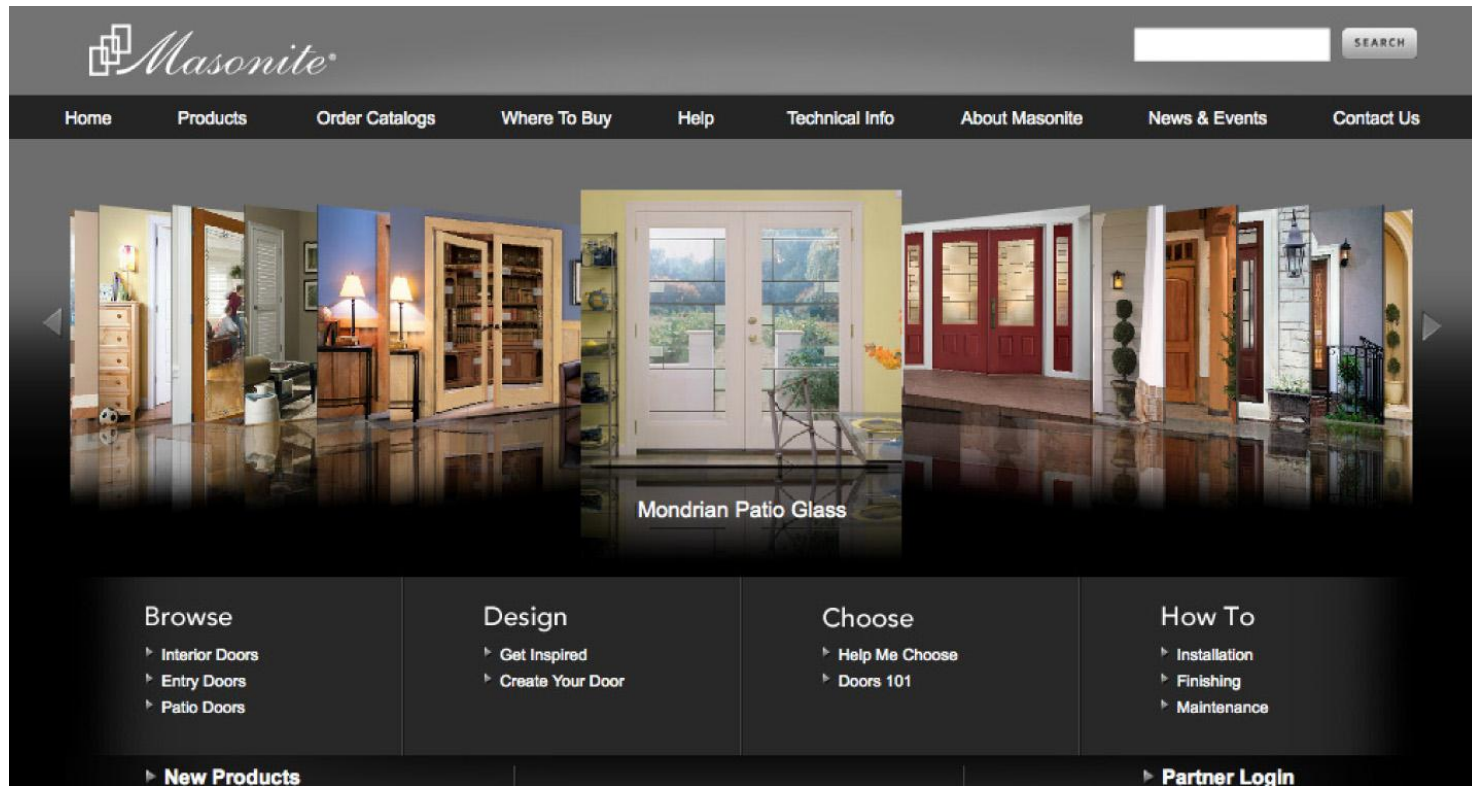 Masonite®
SEARCH
Home Products Order Catalogs Where To Buy Help Technical Info About Masonite News & Events Contact Us
Mondrian Patio Glass
Browse
Interior Doors
Entry Doors
Patio Doors
Design
Get Inspired
Create Your Door
Choose
Help Me Choose
Doors 101
How To
Installation
Finishing
Maintenance
New Products
Partner Login